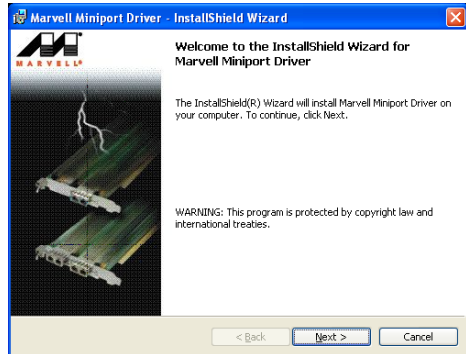 Marvell Miniport Driver - InstallShield Wizard
MARVELL®
Welcome to the InstallShield Wizard for
Marvell Miniport Driver
The InstallShield(R) Wizard will install Marvell Miniport Driver on
your computer. To continue, click Next.
WARNING: This program is protected by copyright law and
international treaties.
< Back
Next >
Cancel